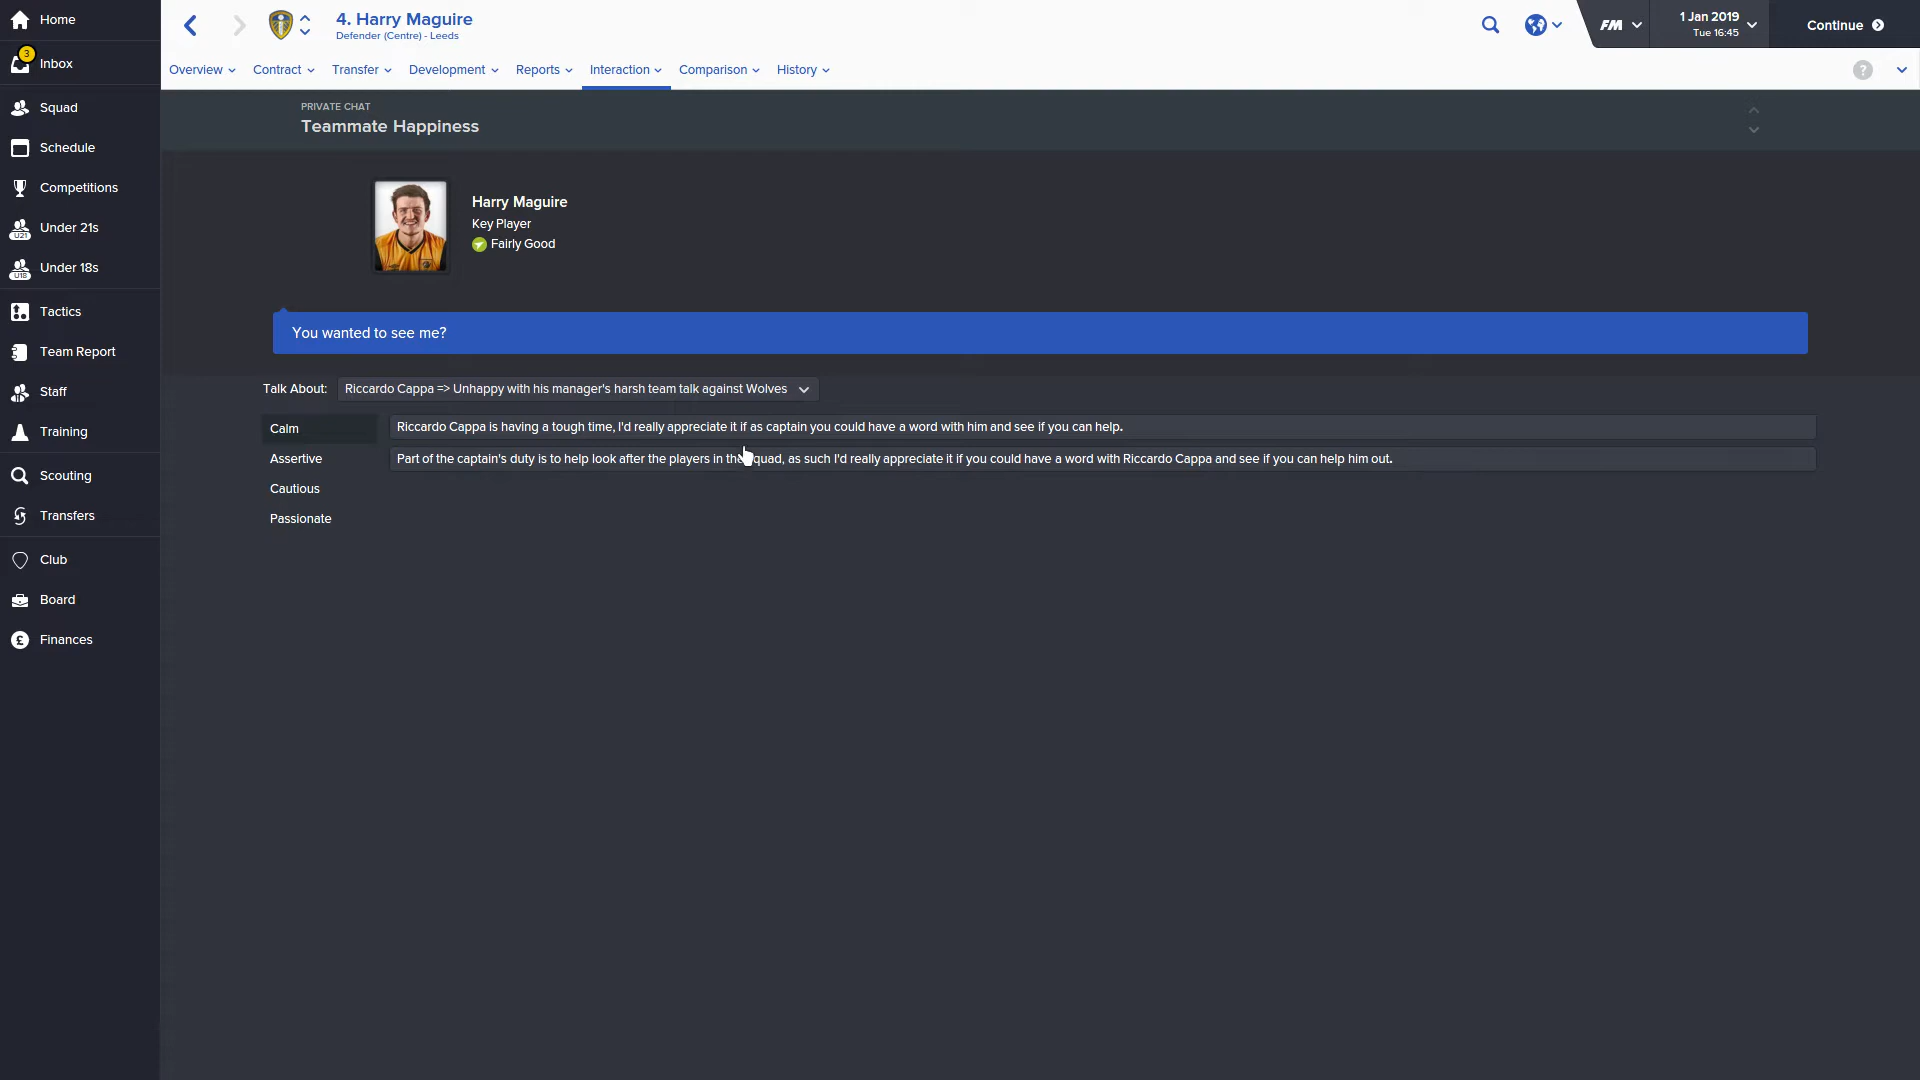 Home
3
Inbox
Squad
Schedule
Competitions
U21
Under 21s
U18
Under 18s
Tactics
Team Report
Staff
Training
Scouting
Transfers
Club
Board
£
Finances
4. Harry Maguire
Defender (Centre) - Leeds
FM
1 Jan 2019
Tue 16:45
Continue
Overview
Contract
Transfer
Development
Reports
Interaction
Comparison
History
?
PRIVATE CHAT
Teammate Happiness
Harry Maguire
Key Player
Fairly Good
You wanted to see me?
Talk About:
Riccardo Cappa => Unhappy with his manager's harsh team talk against Wolves
Calm
Riccardo Cappa is having a tough time, I'd really appreciate it if as captain you could have a word with him and see if you can help.
Assertive
Part of the captain's duty is to help look after the players in the squad, as such I'd really appreciate it if you could have a word with Riccardo Cappa and see if you can help him out.
Cautious
Passionate